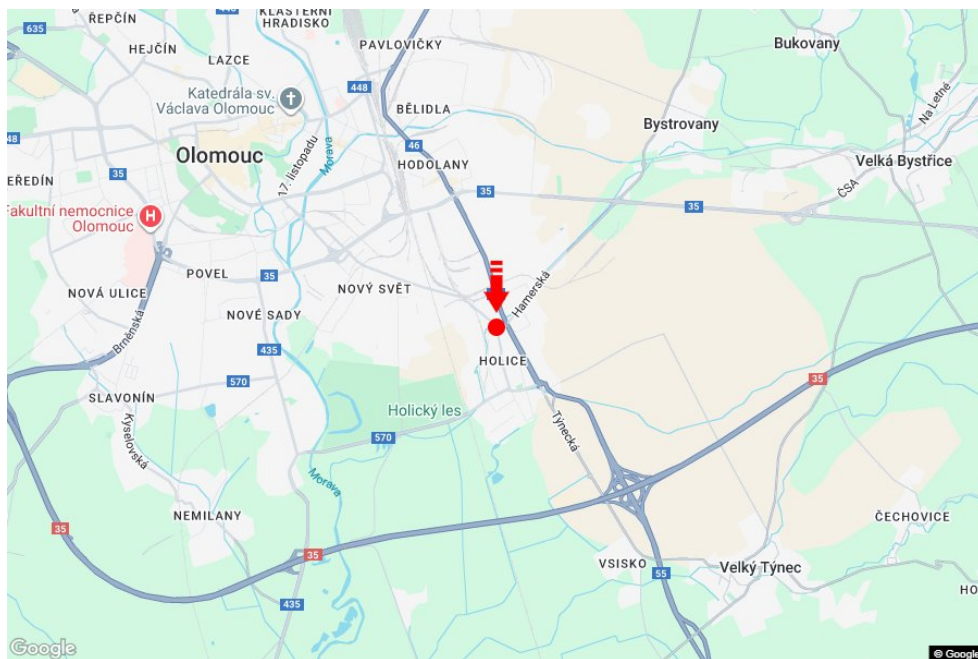 KLÁŠTERNÍ
HRADISKO
ŘEPČÍN
635
HEJČÍN
PAVLOVIČKY
LAZCE
Bukovany
Katedrála sv.
Václava Olomouc
448
BĚLIDLA
Na Letné
Bystrovany
48
Olomouc
17. listopadu
Morava
46
HODOLANY
Velká Bystřice
EŘEDÍN
35
35
ČSA
35
Fakultní nemocnice
Olomouc
H
POVEL
35
NOVÝ SVĚT
Hamerská
NOVÁ ULICE
Brněnská
NOVÉ SADY
435
HOLICE
570
35
SLAVONÍN
Holický les
Kyselovská
570
Týnecká
Morava
NEMILANY
ČECHOVICE
35
35
VSISKO
55
Velký Týnec
435
HO
Google
© Google